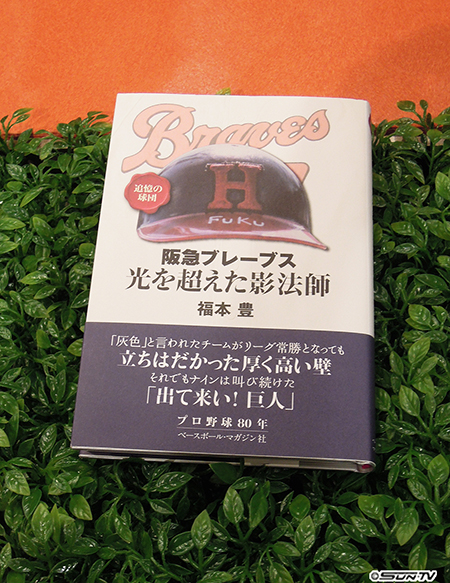 Braves
追憶の
球団
H
FUKU
阪急ブレーブス
光を超えた影法師
福本 豊
「灰色」と言われたチームがリーグ常勝となっても
立ちはだかった厚く高い壁
それでもナインは叫び続けた
「出て来い!巨人」
プロ野球80年
ベースボール・マガジン社
SUN-TV